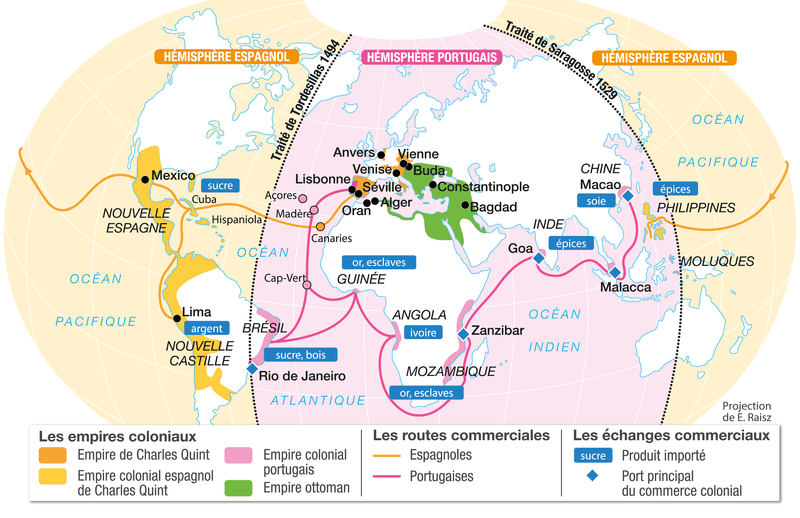 HÉMISPHÈRE ESPAGNOL
Traité de Tordesillas 1494
HÉMISPHÈRE PORTUGAIS
Traité de Saragosse 1529
HÉMISPHÈRE ESPAGNOL
OCÉAN
PACIFIQUE
Anvers
Vienne
Venise
Buda
Lisbonne
Séville
Constantinople
Oran
Alger
Bagdad
Mexico
sucre
Cuba
Hispaniola
NOUVELLE
ESPAGNE
Açores
Madère
Canaries
CHINE
Macao
soie
épices
PHILIPPINES
INDE
Goa
épices
MOLUQUES
Malacca
OCÉAN
PACIFIQUE
OCÉAN
ATLANTIQUE
Cap-Vert
or, esclaves
GUINÉE
Lima
argent
NOUVELLE
CASTILLE
BRÉSIL
sucre, bois
Rio de Janeiro
ANGOLA
ivoire
Zanzibar
MOZAMBIQUE
or, esclaves
OCÉAN
INDIEN
Projection
de E. Raisz
Les empires coloniaux
Empire de Charles Quint
Empire colonial espagnol
de Charles Quint
Empire colonial
portugais
Empire ottoman
Les routes commerciales
Espagnoles
Portugaises
Les échanges commerciaux
sucre
Produit importé
Port principal
du commerce colonial